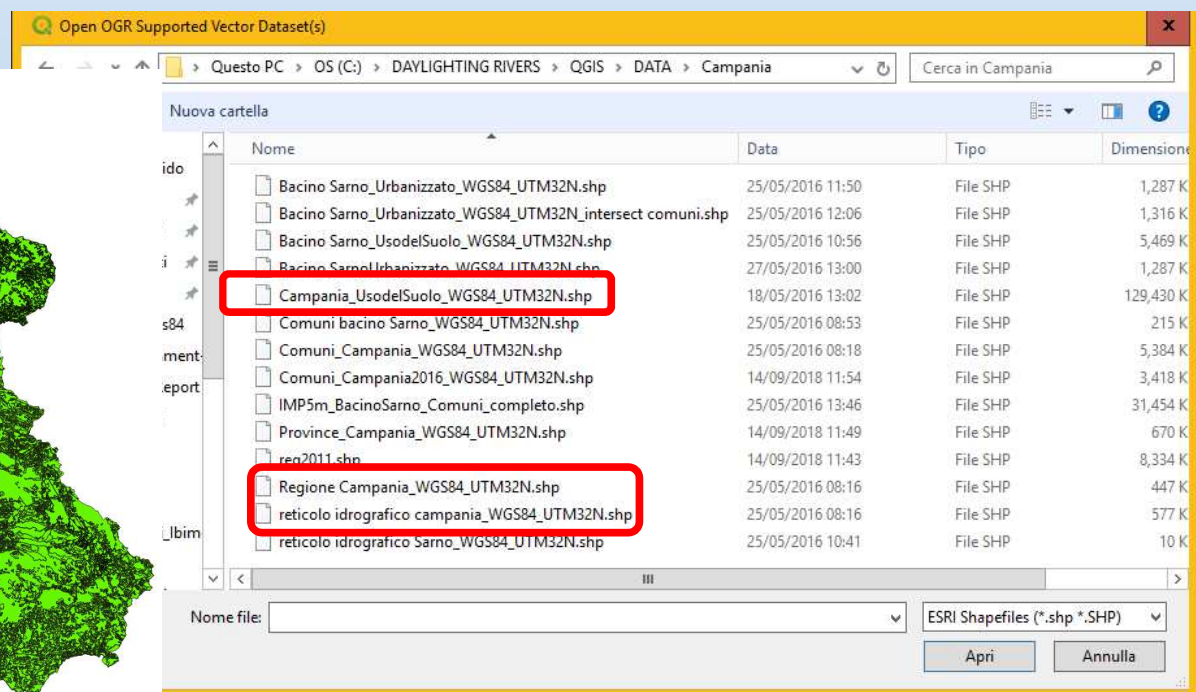 Open OGR Supported Vector Dataset(s)
x
> Questo PC > OS (C:) > DAYLIGHTING RIVERS > QGIS > DATA > Campania
Cerca in Campania
Nuova cartella
?
Nome Data Tipo Dimensione
ido
Bacino Sarno_Urbanizzato_WGS84_UTM32N.shp 25/05/2016 11:50 File SHP 1,287 K
Bacino Sarno_Urbanizzato_WGS84_UTM32N_intersect comuni.shp 25/05/2016 12:06 File SHP 1,316 K
Bacino Sarno_UsodelSuolo_WGS84_UTM32N.shp 25/05/2016 10:56 File SHP 5,469 K
Bacino SarnoUrbanizzato_WGS84_UTM32N.shp 27/05/2016 13:00 File SHP 1,287 K
Campania_UsodelSuolo_WGS84_UTM32N.shp 18/05/2016 13:02 File SHP 129,430 K
s84
Comuni bacino Sarno_WGS84_UTM32N.shp 25/05/2016 08:53 File SHP 215 K
ment-
Comuni_Campania_WGS84_UTM32N.shp 25/05/2016 08:18 File SHP 5,384 K
eport
Comuni_Campania2016_WGS84_UTM32N.shp 14/09/2018 11:54 File SHP 3,418 K
IMP5m_BacinoSarno_Comuni_completo.shp 25/05/2016 13:46 File SHP 31,454 K
Province_Campania_WGS84_UTM32N.shp 14/09/2018 11:49 File SHP 670 K
reg2011.shp 14/09/2018 11:43 File SHP 8,334 K
Regione Campania_WGS84_UTM32N.shp 25/05/2016 08:16 File SHP 447 K
reticolo idrografico campania_WGS84_UTM32N.shp 25/05/2016 08:16 File SHP 577 K
_lbim
reticolo idrografico Sarno_WGS84_UTM32N.shp 25/05/2016 10:41 File SHP 10 K
Nome file:
ESRI Shapefiles (*.shp *.SHP)
Apri
Annulla